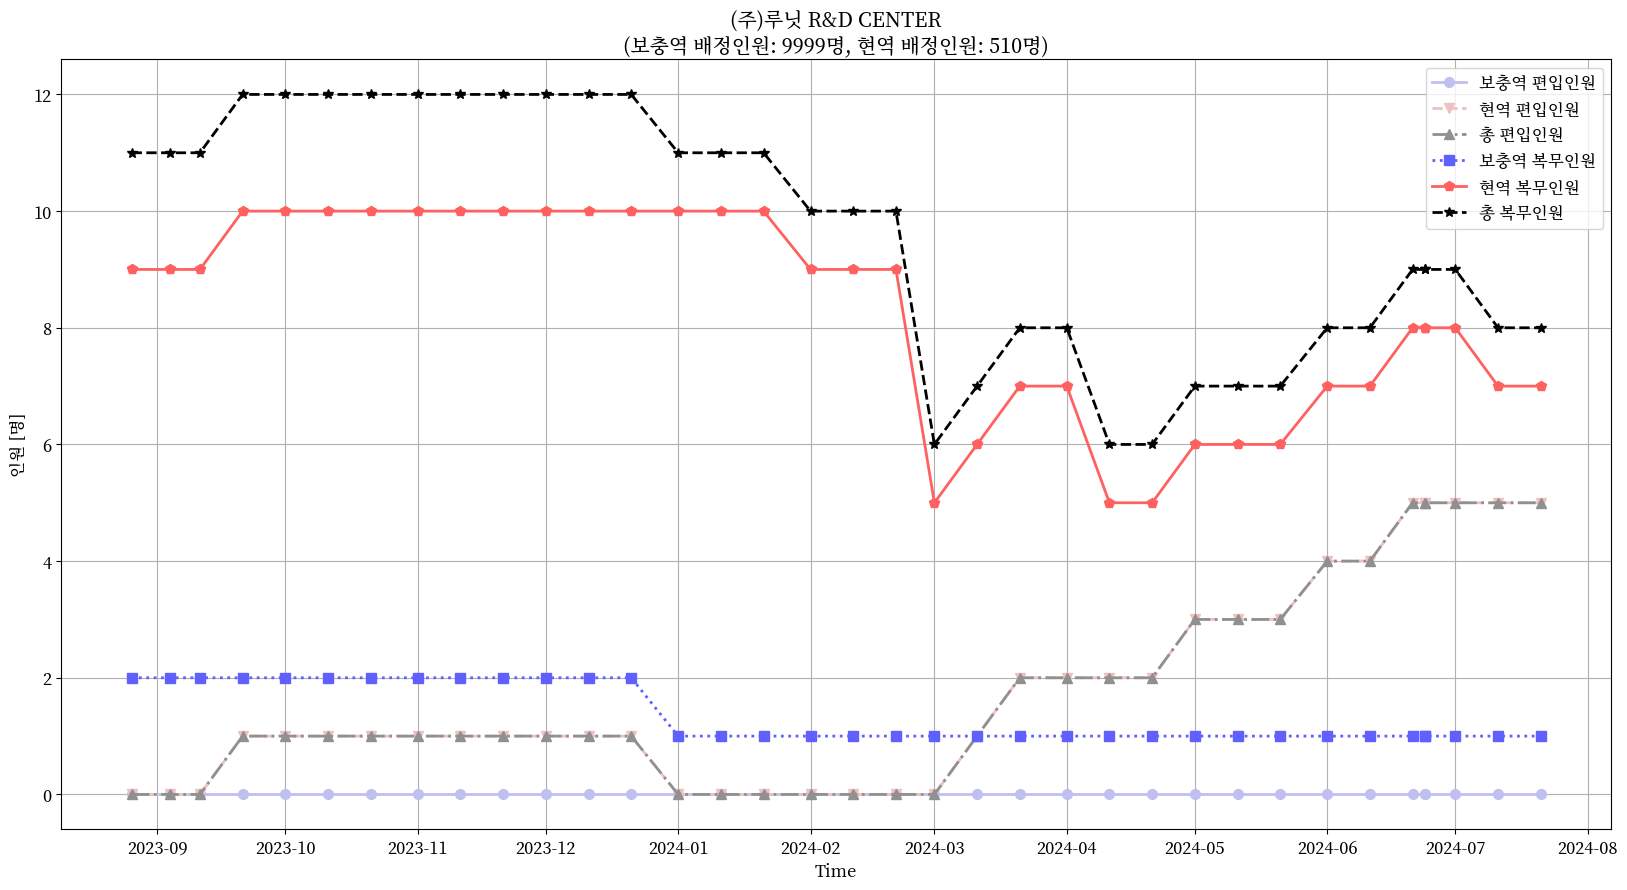 (주)루닛 R&D CENTER
(보충역 배정인원: 9999명, 현역 배정인원: 510명)
보충역 편입인원
현역 편입인원
총 편입인원
보충역 복무인원
현역 복무인원
총 복무인원
인원 [명]
12
10
8
6
4
2
0
2023-09 2023-10 2023-11 2023-12 2024-01 2024-02 2024-03 2024-04 2024-05 2024-06 2024-07 2024-08
Time